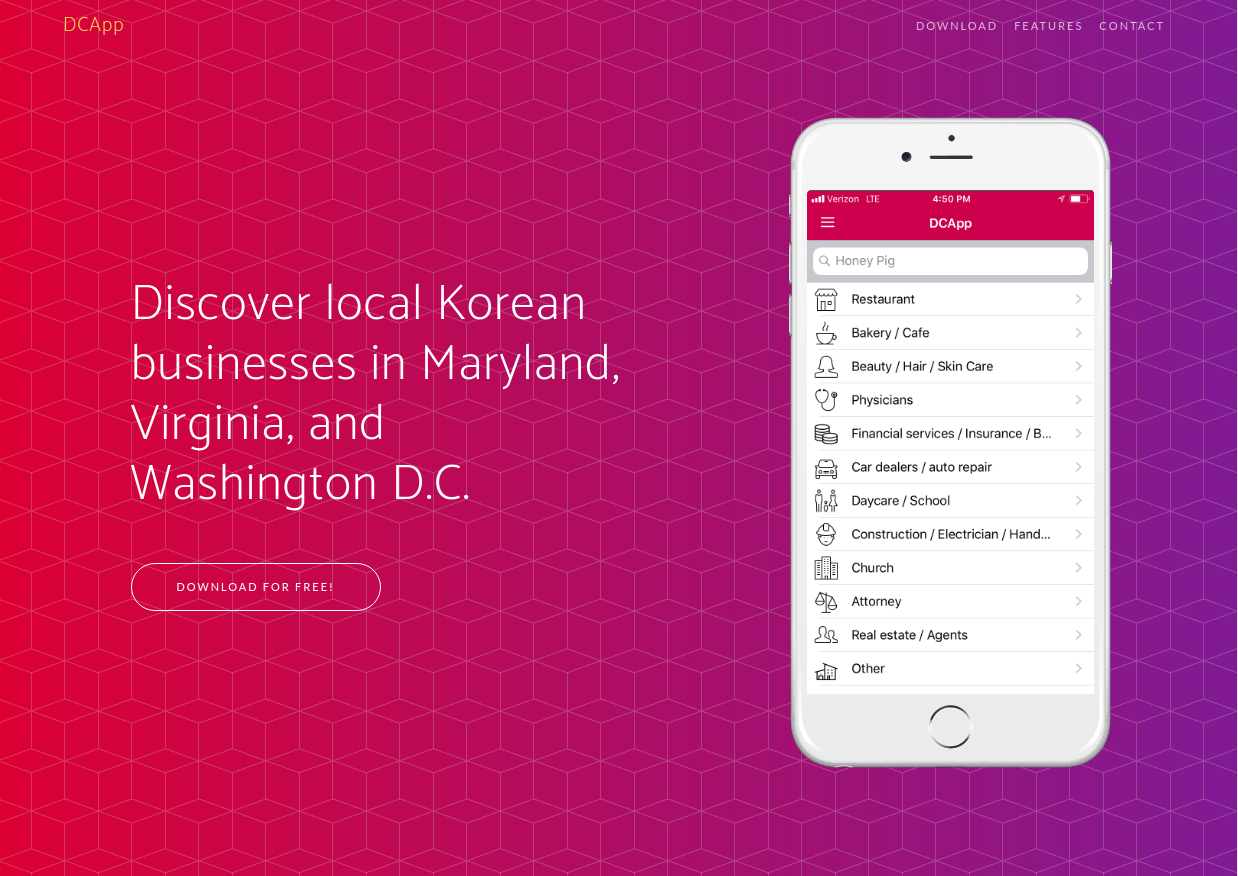 DCApp
DOWNLOAD FEATURES CONTACT
Discover local Korean
businesses in Maryland,
Virginia, and
Washington D.C.
DOWNLOAD FOR FREE!
Verizon LTE 4:50 PM
DCApp
Honey Pig
Restaurant
Bakery / Cafe
Beauty / Hair / Skin Care
Physicians
Financial services / Insurance / B...
Car dealers / auto repair
Daycare / School
Construction / Electrician / Hand...
Church
Attorney
Real estate / Agents
Other